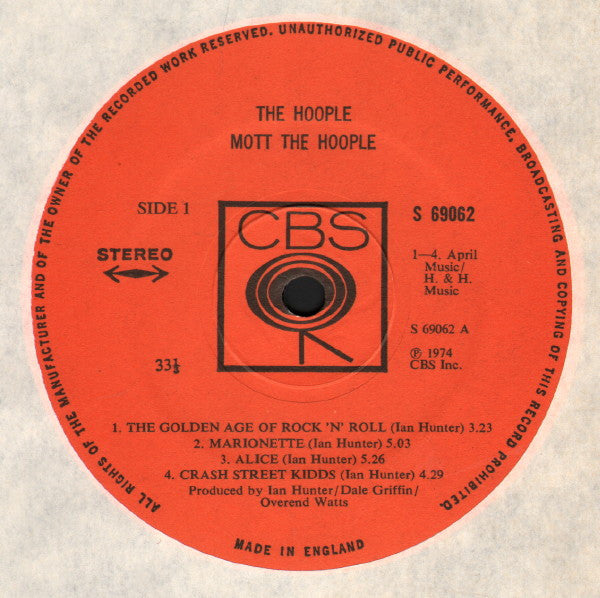 ALL RIGHTS OF THE MANUFACTURER AND OF THE OWNER OF THE RECORDED WORK RESERVED. UNAUTHORIZED PUBLIC PERFORMANCE, BROADCASTING AND COPYING OF THIS RECORD PROHIBITED.
THE HOOPLE
MOTT THE HOOPLE
SIDE 1
CBS
S 69062
STEREO
1—4. April
Music/
H. & H.
Music
S 69062 A
33⅓
℗ 1974
CBS Inc.
1. THE GOLDEN AGE OF ROCK 'N' ROLL (Ian Hunter) 3.23
2. MARIONETTE (Ian Hunter) 5.03
3. ALICE (Ian Hunter) 5.26
4. CRASH STREET KIDDS (Ian Hunter) 4.29
Produced by Ian Hunter/Dale Griffin/
Overend Watts
MADE IN ENGLAND